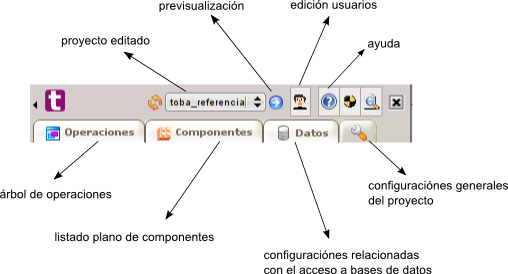 edición usuarios
previsualización
proyecto editado
ayuda
t
toba_referencia
?
Operaciones
Componentes
Datos
árbol de operaciones
configuraciónes generales
del proyecto
listado plano de componentes
configuraciónes relacionadas
con el acceso a bases de datos